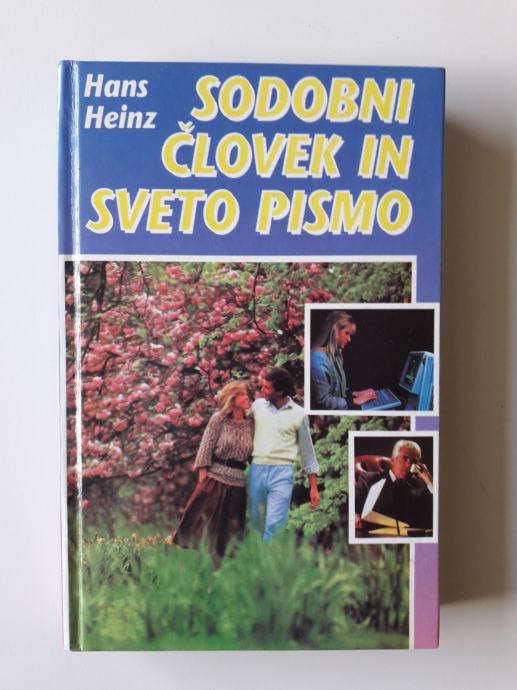 Hans
Heinz
SODOBNI
ČLOVEK IN
SVETO PISMO